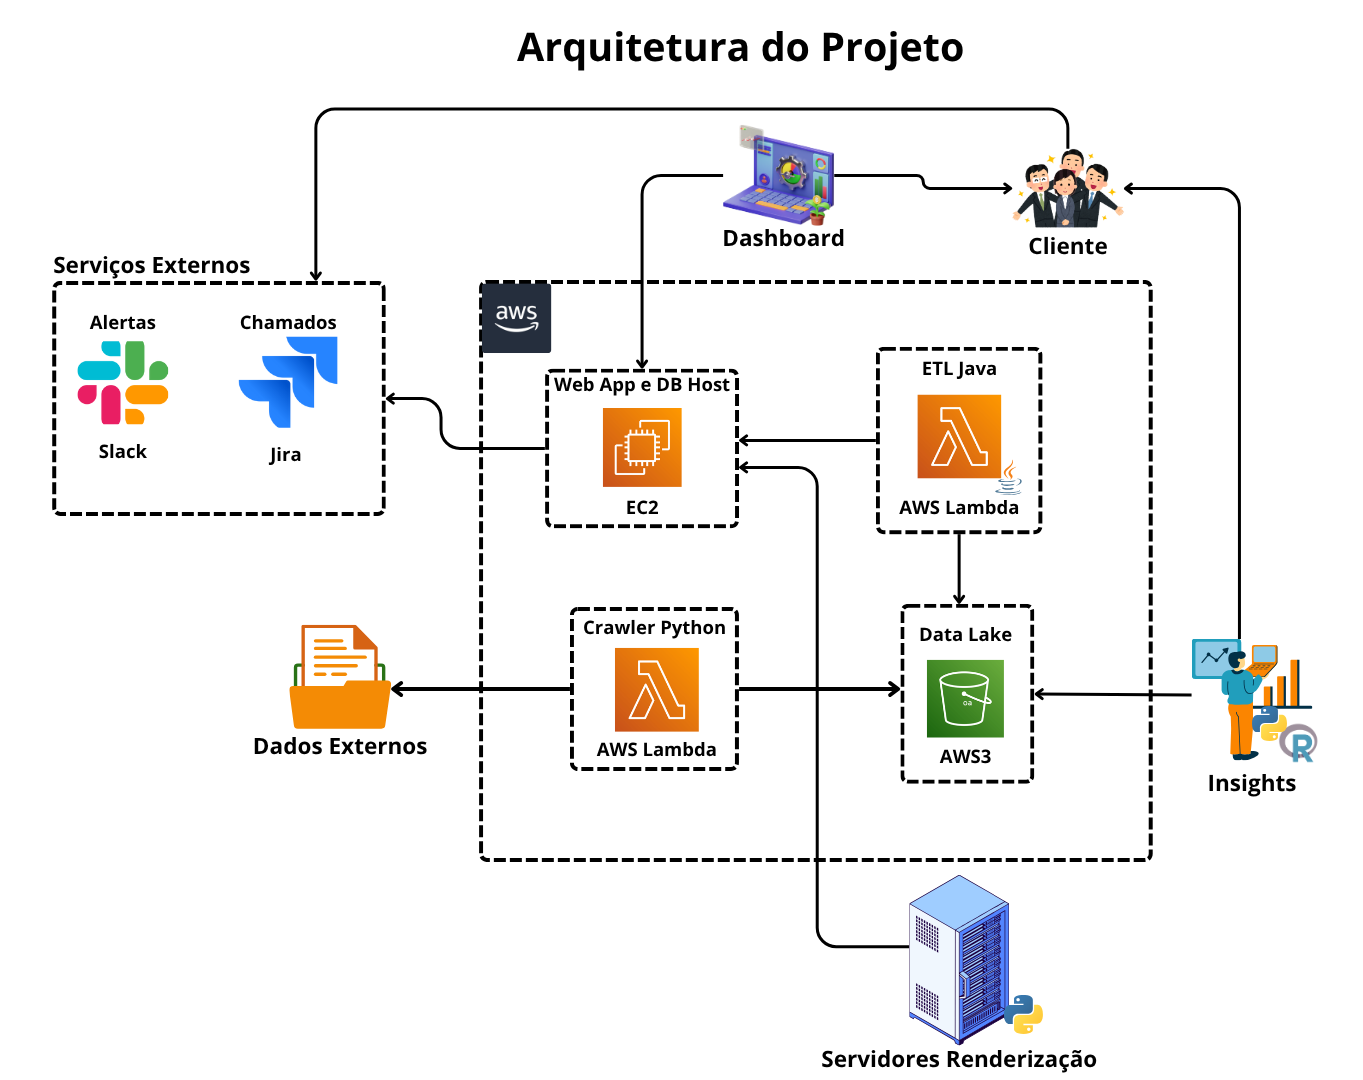 Arquitetura do Projeto
Dashboard
Cliente
Serviços Externos
Alertas
Chamados
Slack
Jira
aws
Web App e DB Host
EC2
ETL Java
AWS Lambda
Dados Externos
Crawler Python
AWS Lambda
Data Lake
oa
AWS3
R
Insights
Servidores Renderização